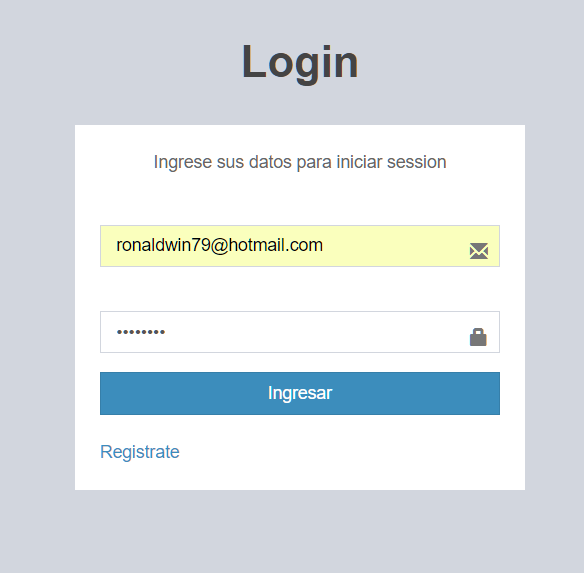 Login
Ingrese sus datos para iniciar session
ronaldwin79@hotmail.com
••••••••
Ingresar
Registrate